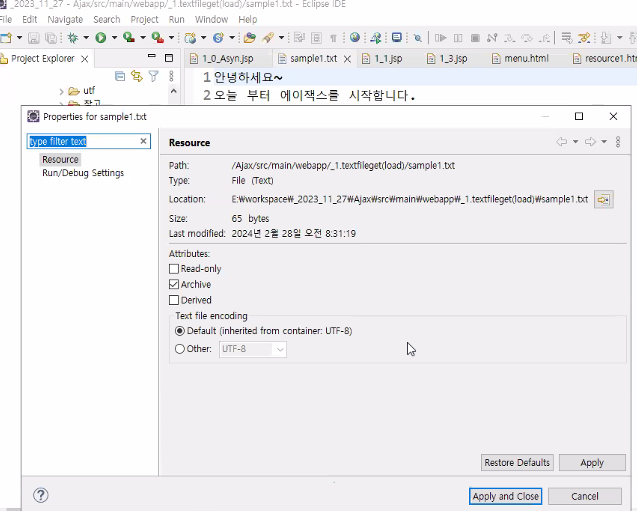 _2023_11_27 - Ajax/src/main/webapp/_1.textfileget(load)/sample1.txt - Eclipse IDE
File Edit Navigate Search Project Run Window Help
Project Explorer
1_0_Asyn.jsp
sample1.txt
1_1.jsp
1_3.jsp
menu.html
resource1.ht
utf
참고
1 안녕하세요~
2 오늘 부터 에이잭스를 시작합니다.
Properties for sample1.txt
type filter text
Resource
Run/Debug Settings
Resource
Path: /Ajax/src/main/webapp/_1.textfileget(load)/sample1.txt
Type: File (Text)
Location: E:₩workspace₩_2023_11_27₩Ajax₩src₩main₩webapp₩_1.textfileget(load)₩sample1.txt
Size: 65 bytes
Last modified: 2024년 2월 28일 오전 8:31:19
Attributes:
Read-only
Archive
Derived
Text file encoding
Default (inherited from container: UTF-8)
Other: UTF-8
Restore Defaults
Apply
?
Apply and Close
Cancel